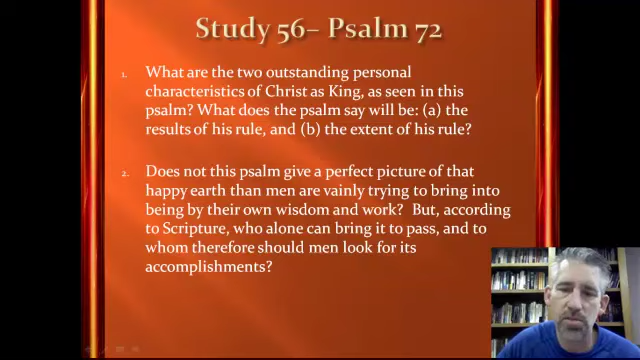 Study 56– Psalm 72
1. What are the two outstanding personal
characteristics of Christ as King, as seen in this
psalm? What does the psalm say will be: (a) the
results of his rule, and (b) the extent of his rule?
2. Does not this psalm give a perfect picture of that
happy earth than men are vainly trying to bring into
being by their own wisdom and work? But, according
to Scripture, who alone can bring it to pass, and to
whom therefore should men look for its
accomplishments?